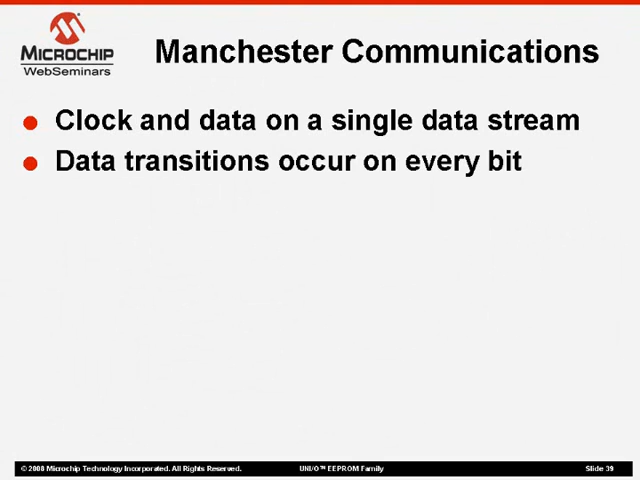 MICROCHIP
WebSeminars
Manchester Communications
Clock and data on a single data stream
Data transitions occur on every bit
© 2008 Microchip Technology Incorporated. All Rights Reserved.
UNI/O™ EEPROM Family
Slide 39